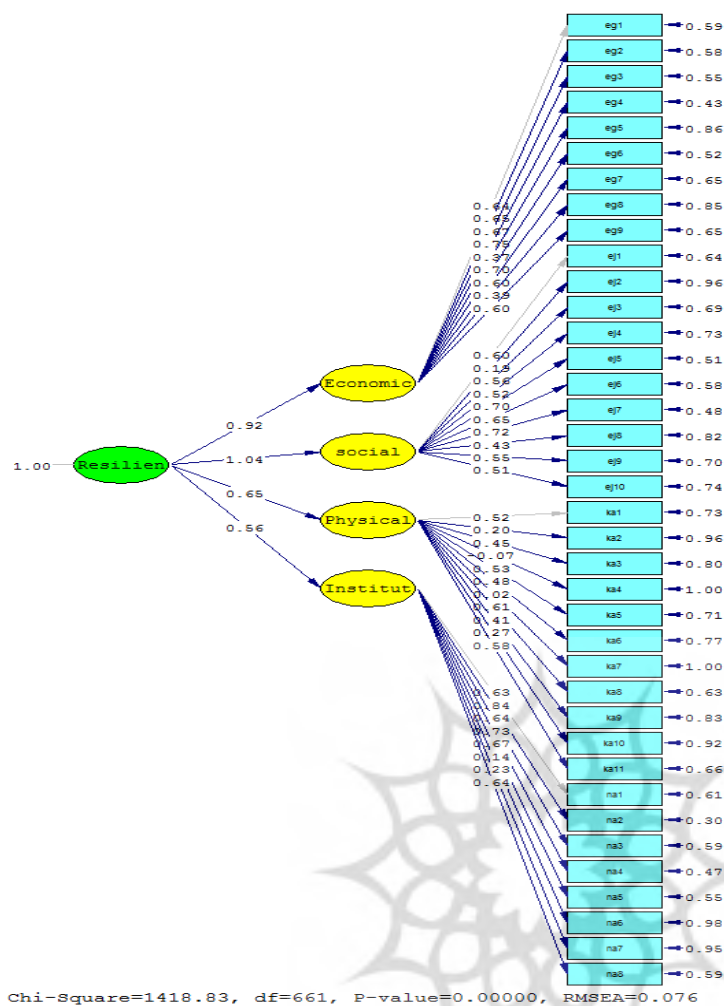 1.00
Resilien
0.92
1.04
0.65
0.56
Economic
social
Physical
Institut
0.64
0.65
0.67
0.75
0.37
0.70
0.60
0.39
0.60
0.60
0.19
0.56
0.52
0.70
0.65
0.72
0.43
0.55
0.51
0.52
0.20
0.45
-0.07
0.53
0.48
0.02
0.61
0.41
0.27
0.58
0.63
0.84
0.64
0.73
0.67
0.14
0.23
0.64
eg1 0.59
eg2 0.58
eg3 0.55
eg4 0.43
eg5 0.86
eg6 0.52
eg7 0.65
eg8 0.85
eg9 0.65
ej1 0.64
ej2 0.96
ej3 0.69
ej4 0.73
ej5 0.51
ej6 0.58
ej7 0.48
ej8 0.82
ej9 0.70
ej10 0.74
ka1 0.73
ka2 0.96
ka3 0.80
ka4 1.00
ka5 0.71
ka6 0.77
ka7 1.00
ka8 0.63
ka9 0.83
ka10 0.92
ka11 0.66
na1 0.61
na2 0.30
na3 0.59
na4 0.47
na5 0.55
na6 0.98
na7 0.95
na8 0.59
Chi-Square=1418.83, df=661, P-value=0.00000, RMSEA=0.076